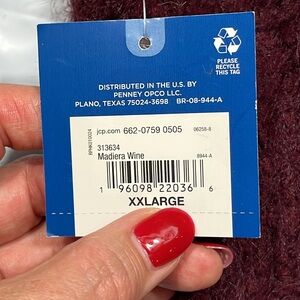 PLEASE
RECYCLE
THIS TAG
DISTRIBUTED IN THE U.S. BY
PENNEY OPCO LLC.
PLANO, TEXAS 75024-3698 BR-08-944-A
jcp.com 662-0759 0505 06258-8
313634
Madiera Wine 8944-A
1 96098 22036 6
XXLARGE